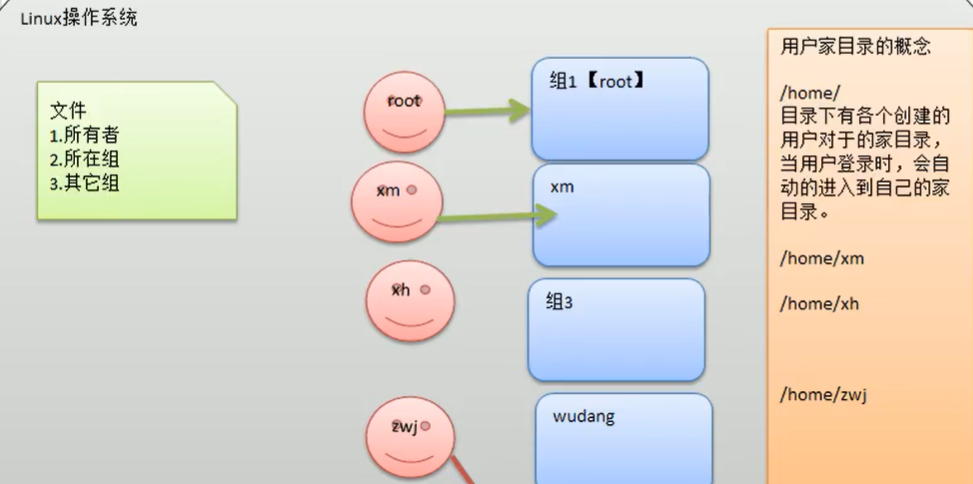 Linux操作系统
文件
1.所有者
2.所在组
3.其它组
root
xm
xh
zwj
组1【root】
xm
组3
wudang
用户家目录的概念
/home/
目录下有各个创建的
用户对于的家目录，
当用户登录时，会自
动的进入到自己的家
目录。
/home/xm
/home/xh
/home/zwj